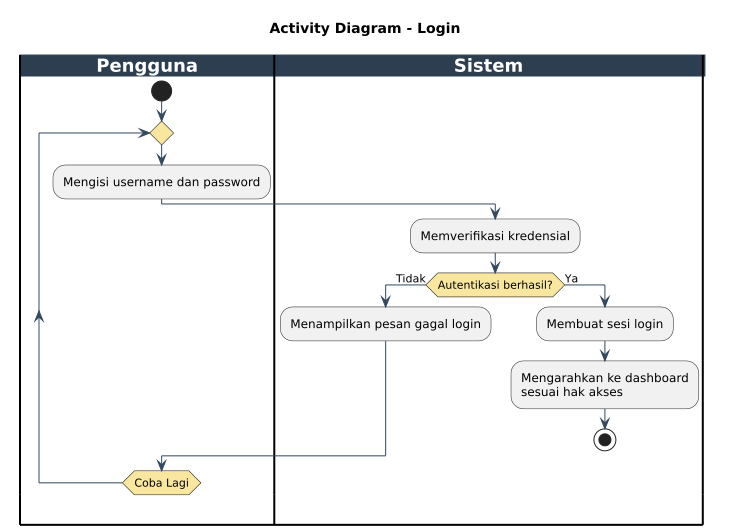 Activity Diagram - Login
Pengguna
Sistem
Mengisi username dan password
Memverifikasi kredensial
Autentikasi berhasil?
Tidak
Ya
Menampilkan pesan gagal login
Membuat sesi login
Mengarahkan ke dashboard
sesuai hak akses
Coba Lagi